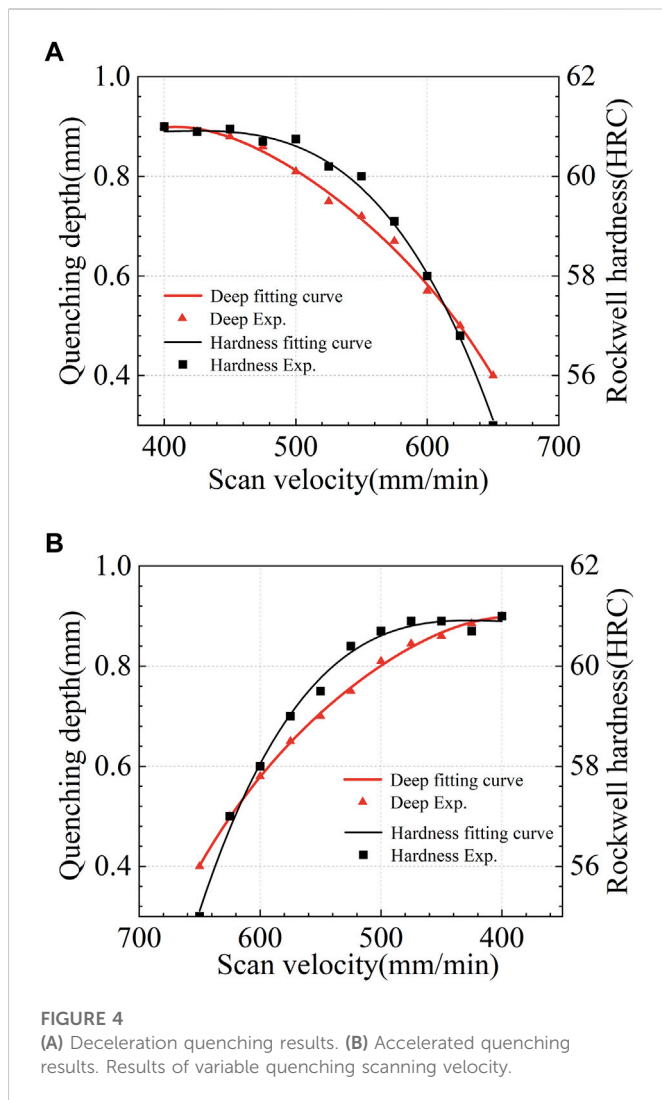 A
1.0
0.8
0.6
0.4
Quenching depth(mm)
62
60
58
56
Rockwell hardness(HRC)
Deep fitting curve
Deep Exp.
Hardness fitting curve
Hardness Exp.
400 500 600 700
Scan velocity(mm/min)
B
1.0
0.8
0.6
0.4
Quenching depth(mm)
62
60
58
56
Rockwell hardness(HRC)
Deep fitting curve
Deep Exp.
Hardness fitting curve
Hardness Exp.
700 600 500 400
Scan velocity(mm/min)
FIGURE 4
(A) Deceleration quenching results. (B) Accelerated quenching
results. Results of variable quenching scanning velocity.